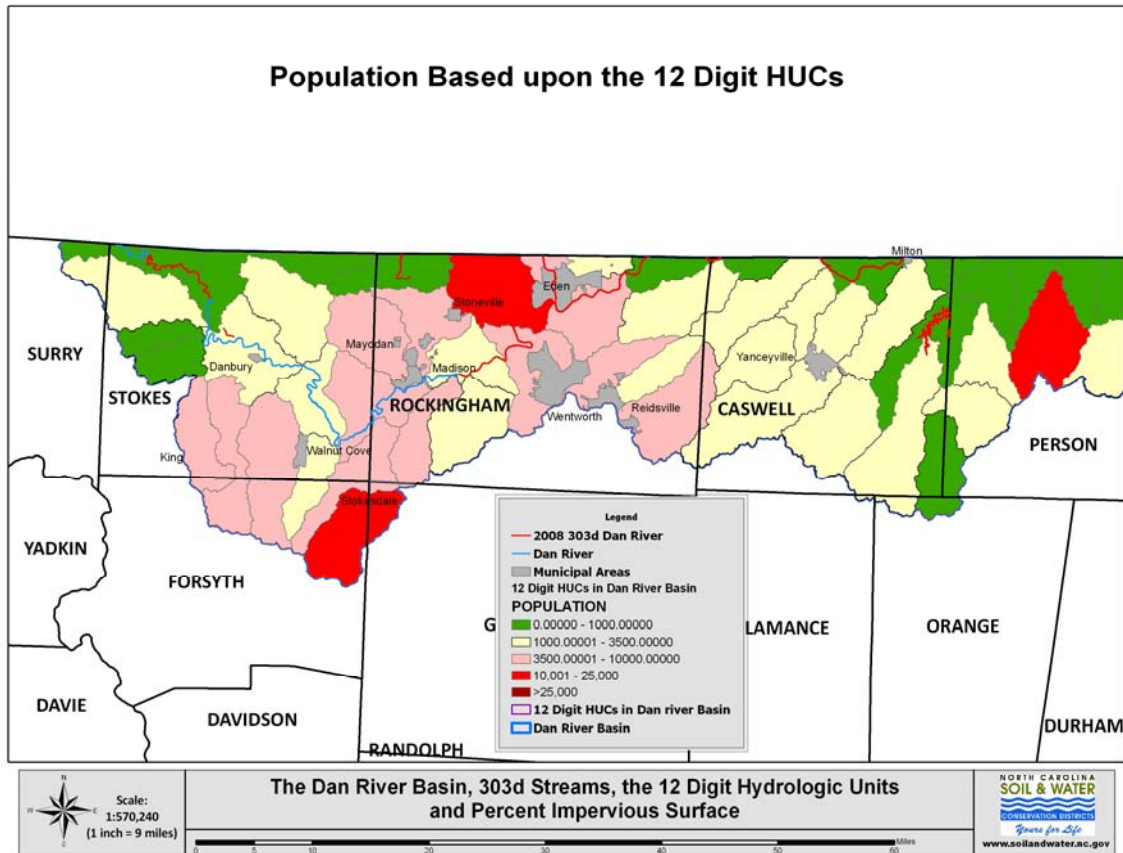 Population Based upon the 12 Digit HUCs
Milton
Eden
Stoneville
SURRY
Mayodan
Danbury
Madison
Yanceyville
STOKES
ROCKINGHAM
CASWELL
Reidsville
Wentworth
PERSON
King
Walnut Cove
Stokesdale
YADKIN
FORSYTH
G
LAMANCE
ORANGE
DAVIE
DAVIDSON
RANDOLPH
DURHAM
Legend
2008 303d Dan River
Dan River
Municipal Areas
12 Digit HUCs in Dan River Basin
POPULATION
0.00000 - 1000.00000
1000.00001 - 3500.00000
3500.00001 - 10000.00000
10,001 - 25,000
>25,000
12 Digit HUCs in Dan river Basin
Dan River Basin
N
W
E
S
Scale:
1:570,240
(1 inch = 9 miles)
The Dan River Basin, 303d Streams, the 12 Digit Hydrologic Units
and Percent Impervious Surface
Miles
0 5 10 20 30 40 50 60
NORTH CAROLINA
SOIL & WATER
CONSERVATION DISTRICTS
Yours for Life
www.soilandwater.nc.gov